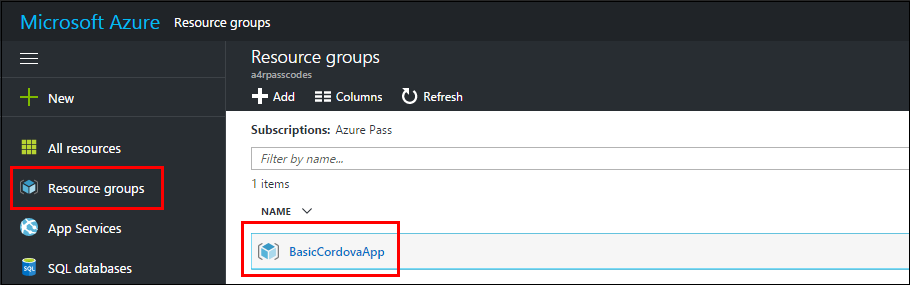 Microsoft Azure Resource groups
New
All resources
Resource groups
App Services
SQL
SQL databases
Resource groups
a4rpasscodes
Add Columns Refresh
Subscriptions: Azure Pass
Filter by name...
1 items
NAME
BasicCordovaApp